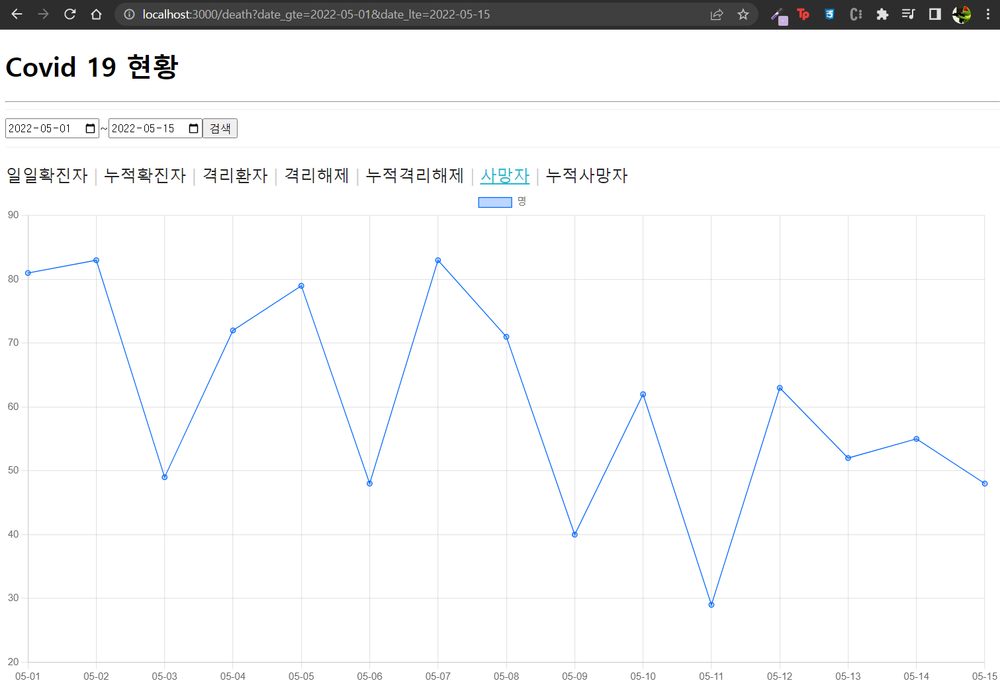 localhost:3000/death?date_gte=2022-05-01&date_lte=2022-05-15
Covid 19 현황
2022-05-01 ~ 2022-05-15 검색
일일확진자 | 누적확진자 | 격리환자 | 격리해제 | 누적격리해제 | 사망자 | 누적사망자
명
90
80
70
60
50
40
30
20
05-01 05-02 05-03 05-04 05-05 05-06 05-07 05-08 05-09 05-10 05-11 05-12 05-13 05-14 05-15